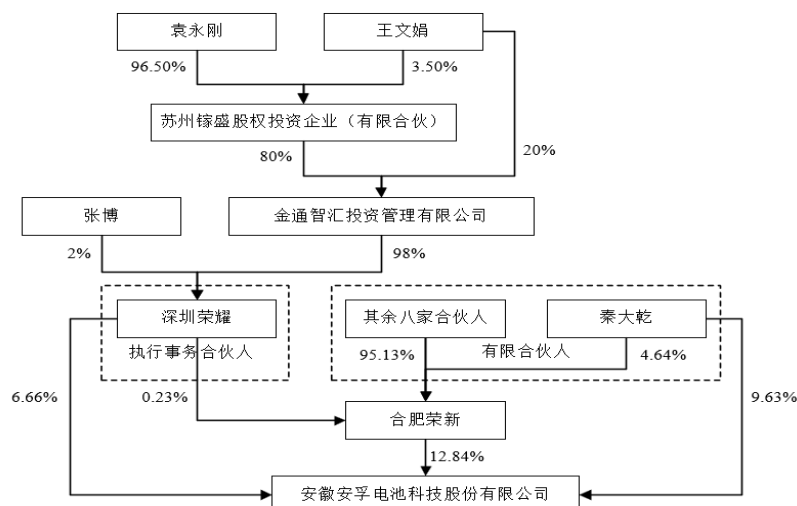 袁永刚
王文娟
96.50%
3.50%
苏州镓盛股权投资企业（有限合伙）
80%
20%
张博
金通智汇投资管理有限公司
2%
98%
深圳荣耀
其余八家合伙人
秦大乾
执行事务合伙人
95.13%
有限合伙人
4.64%
6.66%
0.23%
9.63%
合肥荣新
12.84%
安徽安孚电池科技股份有限公司